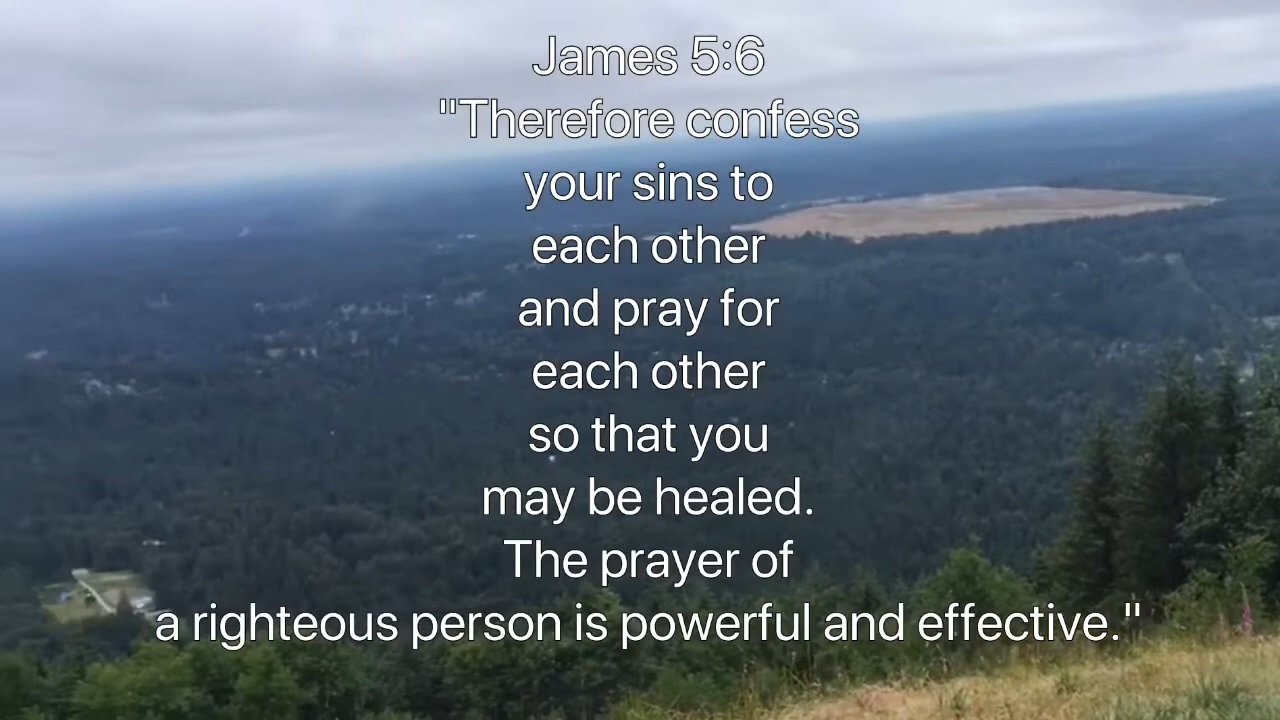 James 5:6
"Therefore confess
your sins to
each other
and pray for
each other
so that you
may be healed.
The prayer of
a righteous person is powerful and effective."